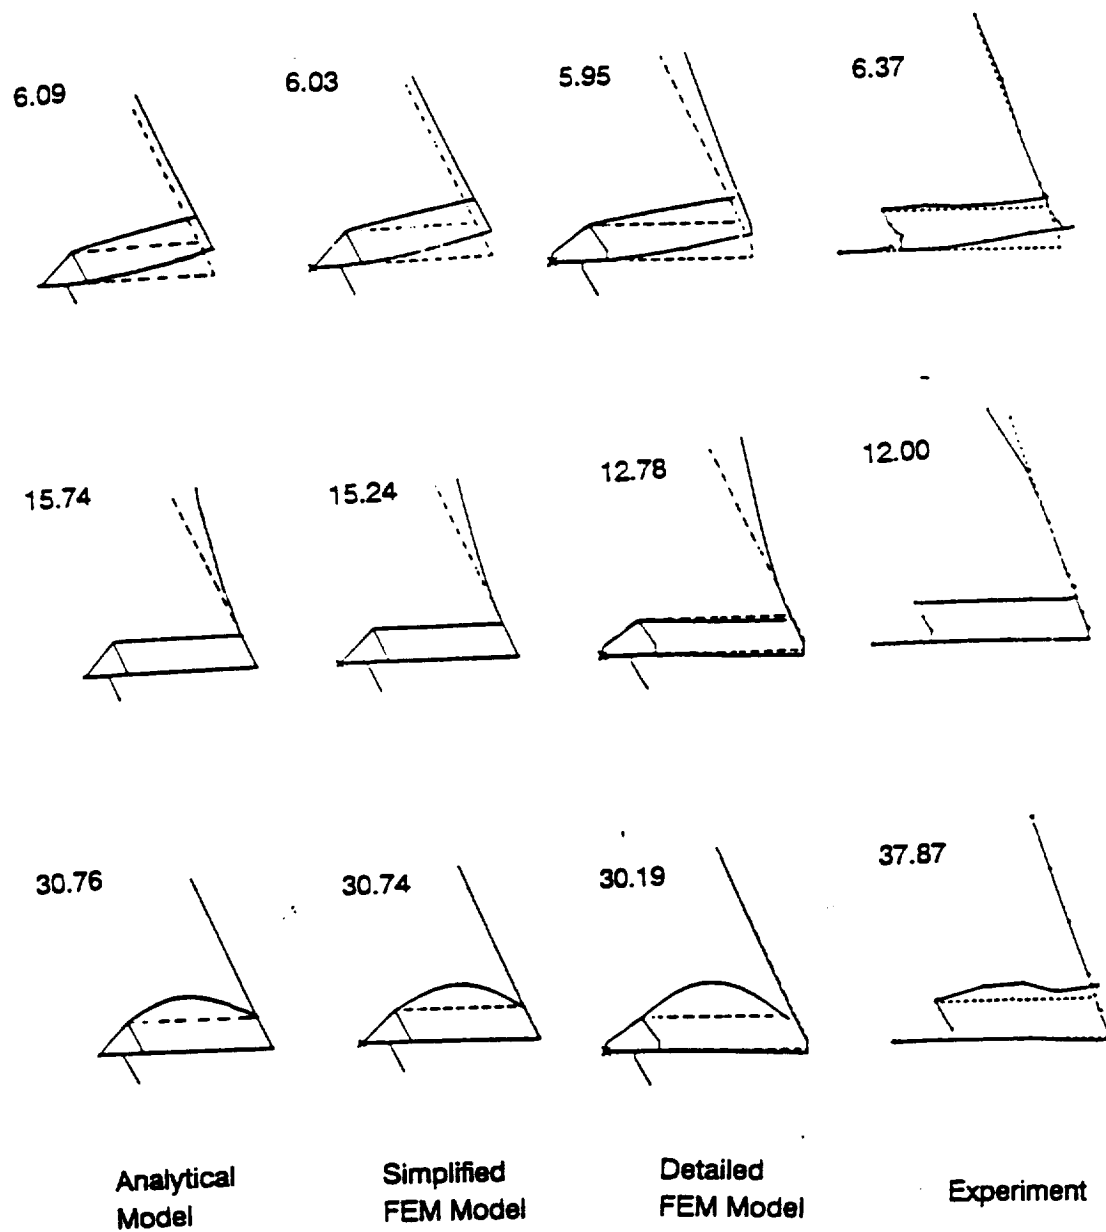 6.09
6.03
5.95
6.37
15.74
15.24
12.78
12.00
30.76
30.74
30.19
37.87
Analytical
Model
Simplified
FEM Model
Detailed
FEM Model
Experiment